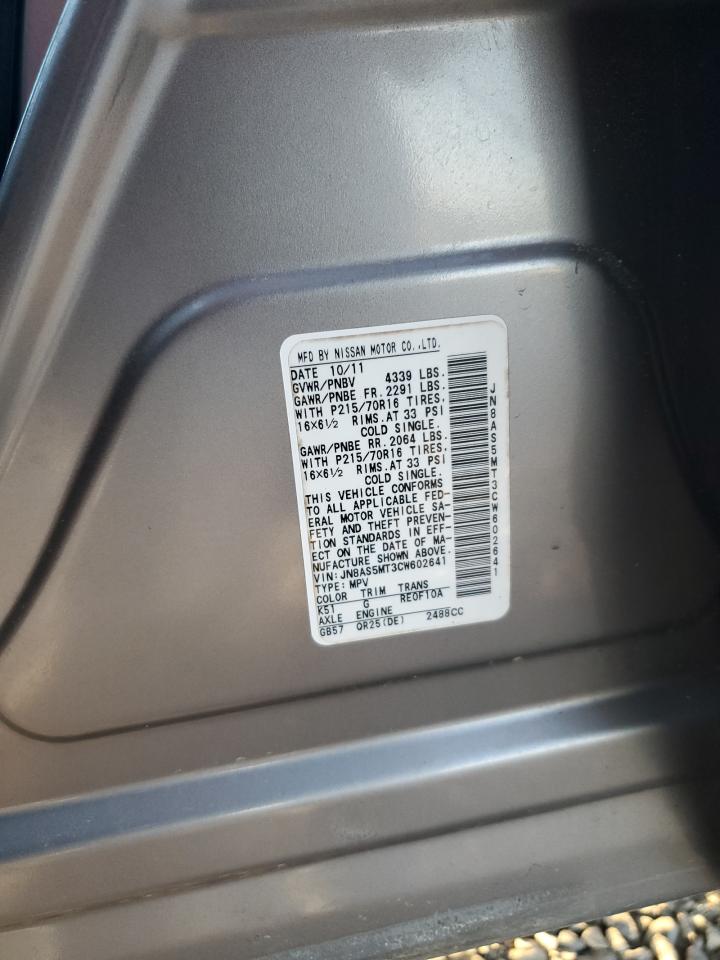 MFD BY NISSAN MOTOR CO.,LTD.
DATE 10/11
GVWR/PNBV 4339 LBS.
GAWR/PNBE FR. 2291 LBS.
WITH P215/70R16 TIRES,
16×6½ RIMS. AT 33 PSI
COLD SINGLE.
GAWR/PNBE RR. 2064 LBS.
WITH P215/70R16 TIRES,
16×6½ RIMS. AT 33 PSI
COLD SINGLE.
THIS VEHICLE CONFORMS
TO ALL APPLICABLE FED-
ERAL MOTOR VEHICLE SA-
FETY AND THEFT PREVEN-
TION STANDARDS IN EFF-
ECT ON THE DATE OF MA-
NUFACTURE SHOWN ABOVE.
VIN: JN8AS5MT3CW602641
TYPE: MPV
COLOR TRIM TRANS
K51 G RE0F10A
AXLE ENGINE
GB57 QR25(DE) 2488CC
JN8AS5MT3CW602641